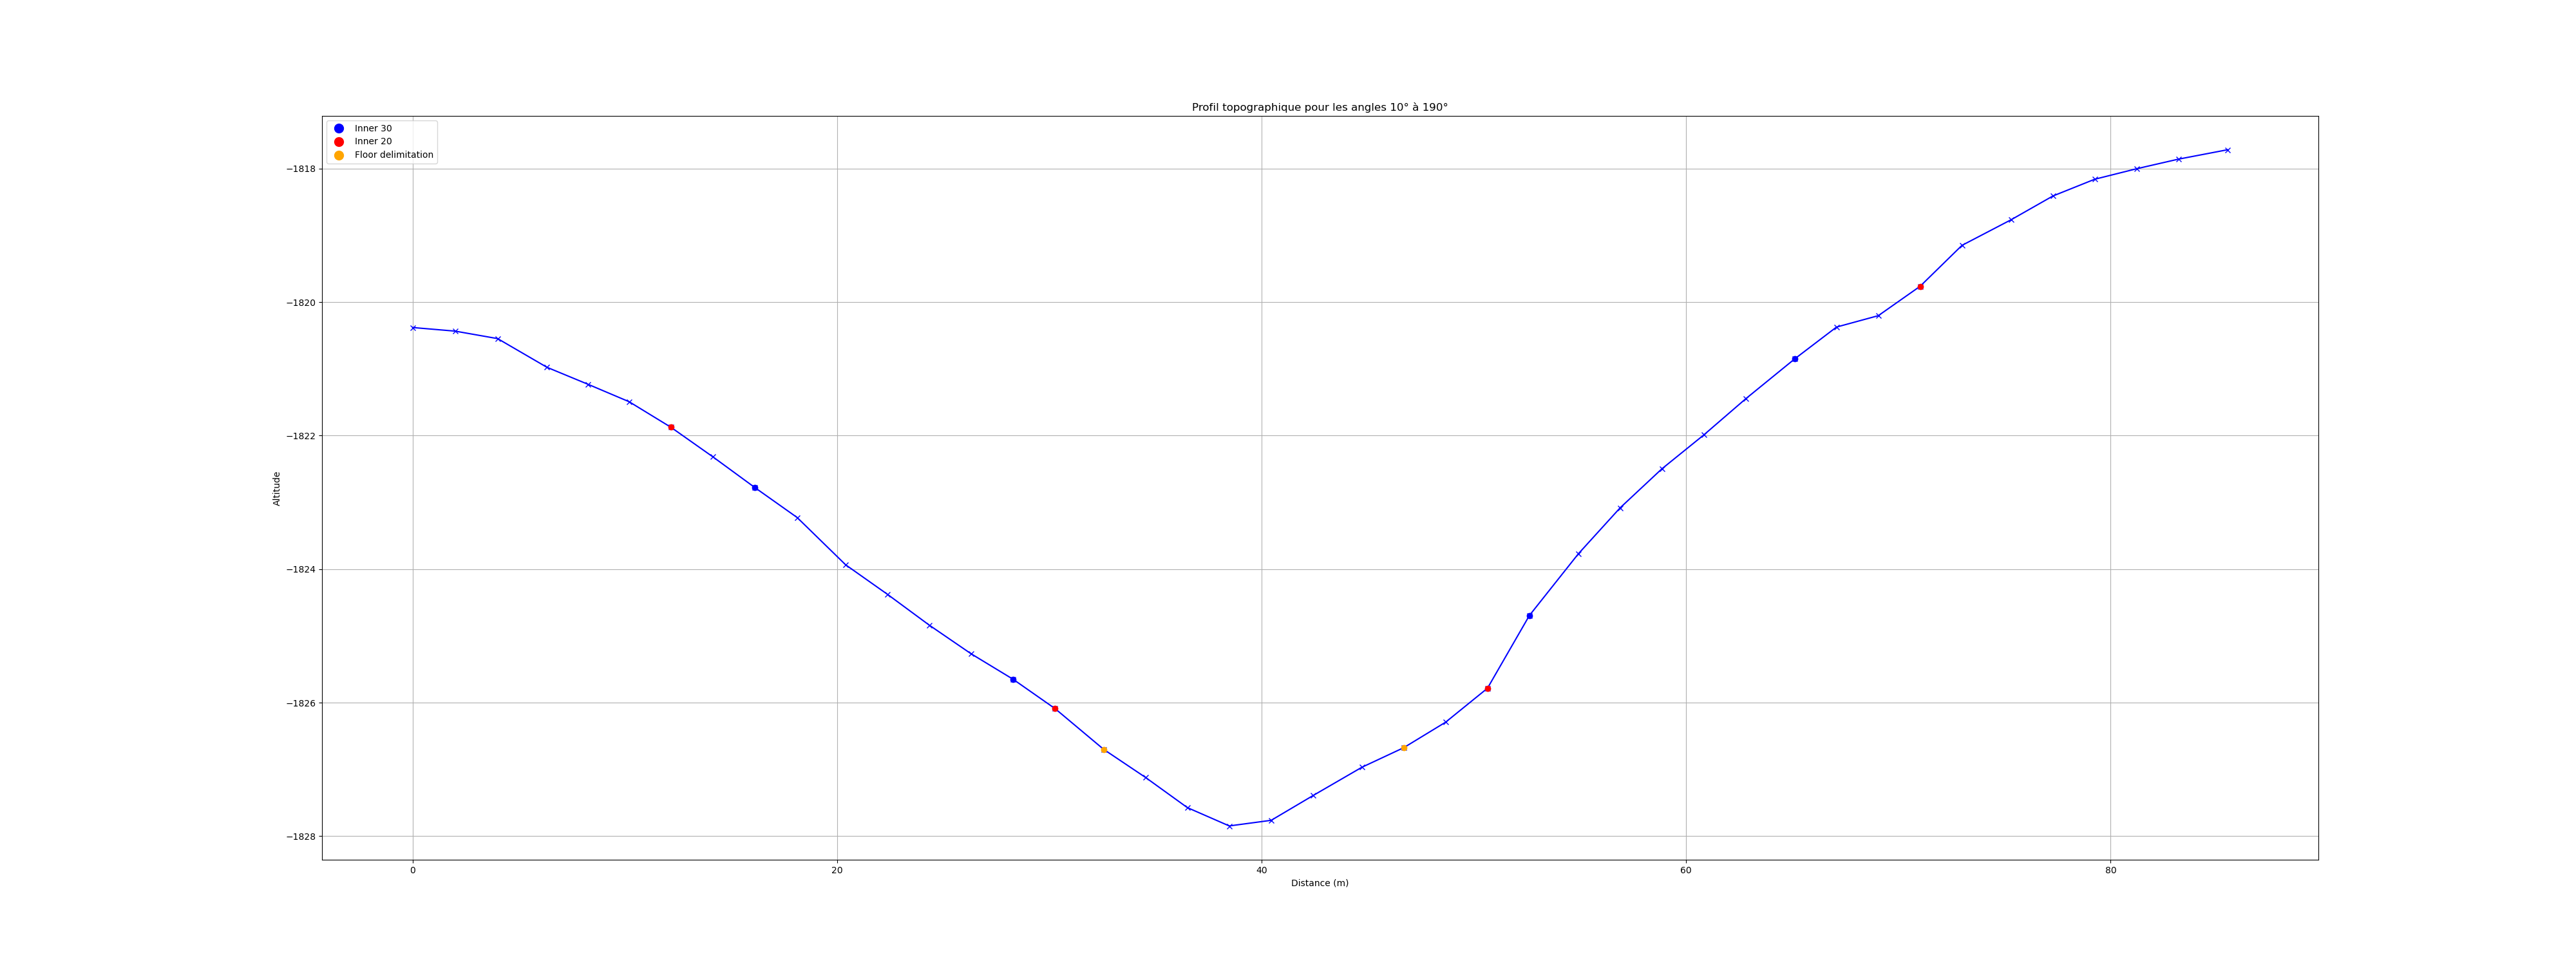 Profil topographique pour les angles 10° à 190°
Inner 30
Inner 20
Floor delimitation
−1818
−1820
−1822
−1824
−1826
−1828
Altitude
0 20 40 60 80
Distance (m)